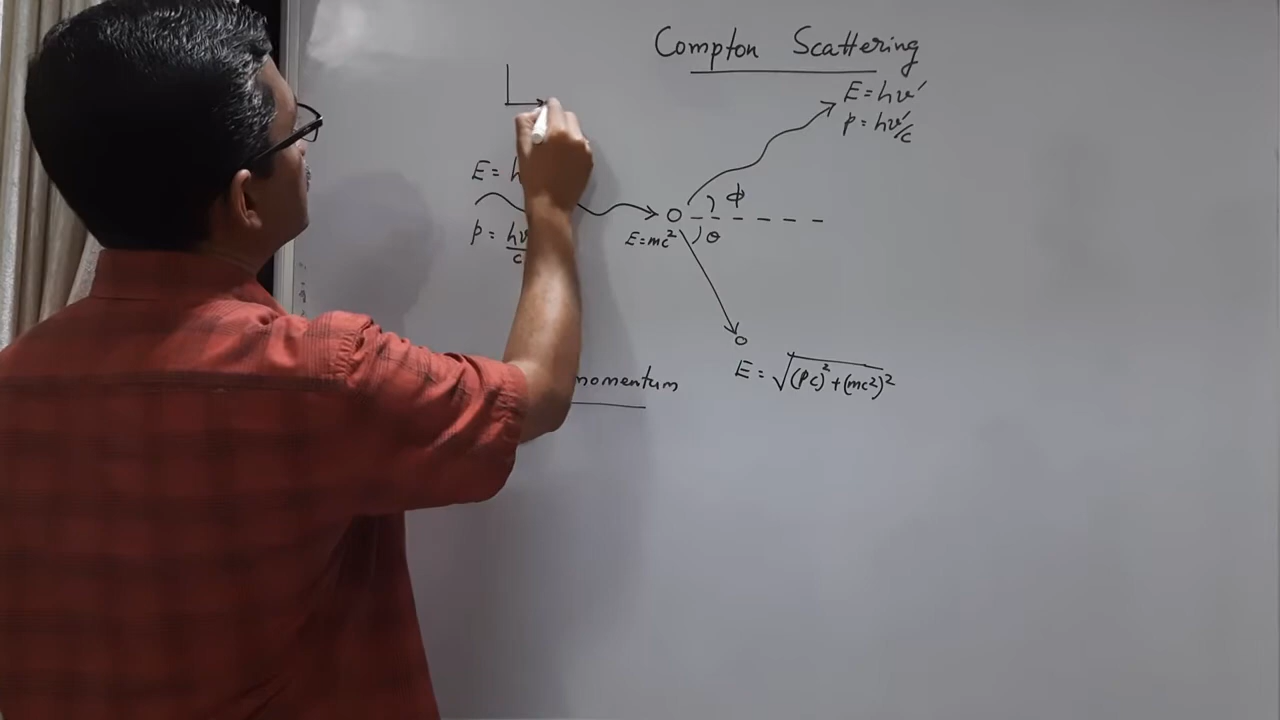 Compton Scattering
E = hν'
p = hν'/c
E =
ϕ
p = hν/c
E=mc²
θ
momentum
E = √(pc)² + (mc²)²